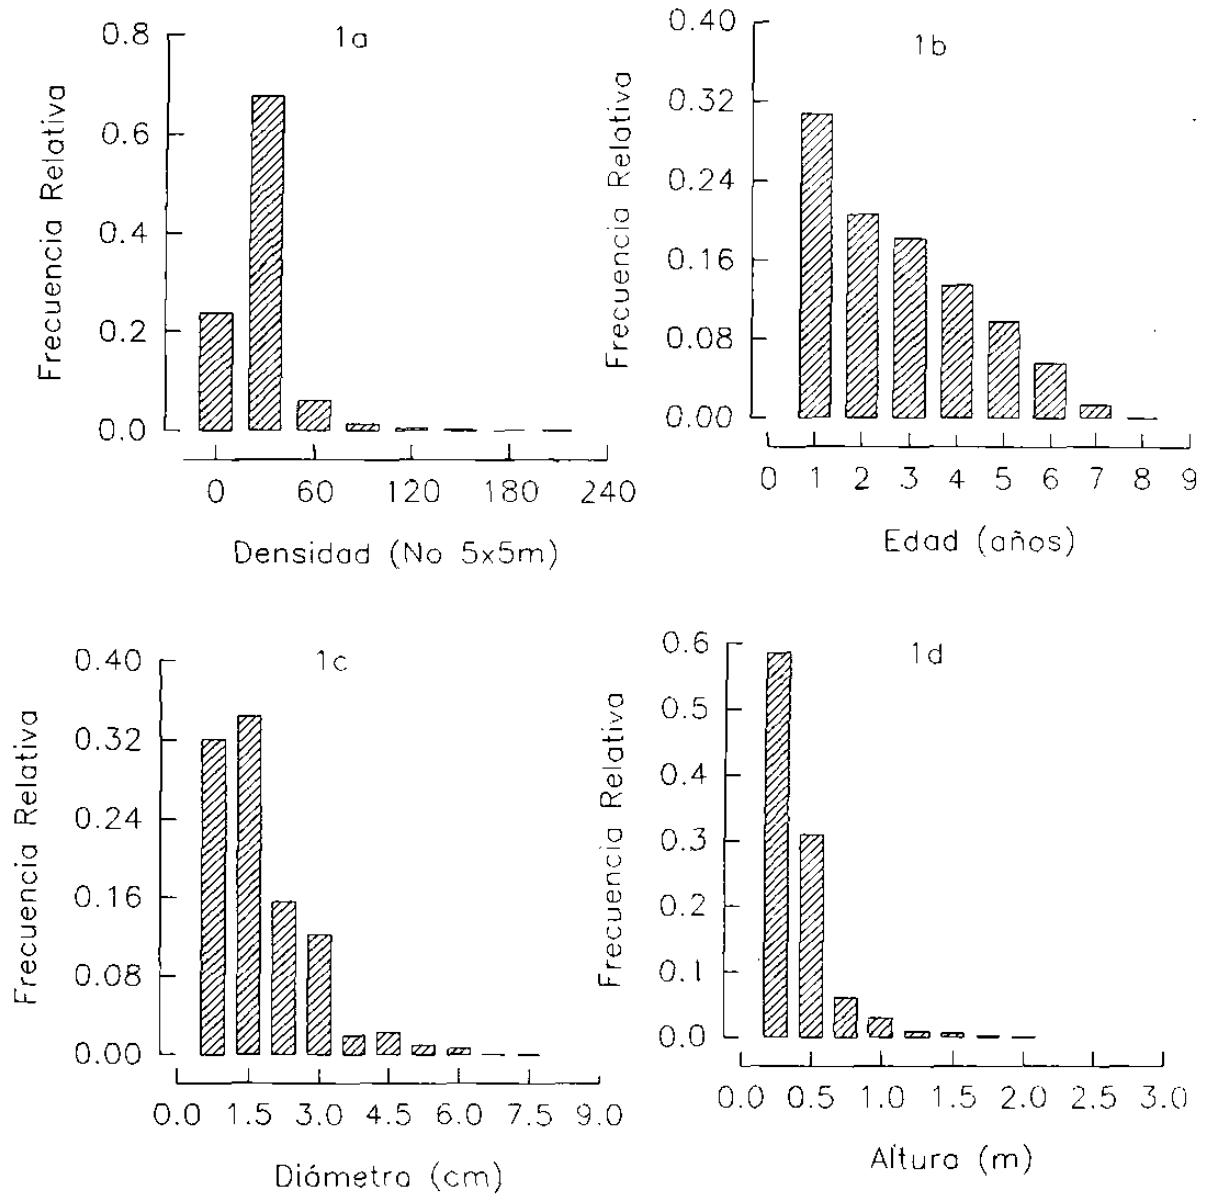 1a
Frecuencia Relativa
0.8
0.6
0.4
0.2
0.0
0 60 120 180 240
Densidad (No 5x5m)
1b
Frecuencia Relativa
0.40
0.32
0.24
0.16
0.08
0.00
0 1 2 3 4 5 6 7 8 9
Edad (años)
1c
Frecuencia Relativa
0.40
0.32
0.24
0.16
0.08
0.00
0.0 1.5 3.0 4.5 6.0 7.5 9.0
Diámetro (cm)
1d
Frecuencia Relativa
0.6
0.5
0.4
0.3
0.2
0.1
0.0
0.0 0.5 1.0 1.5 2.0 2.5 3.0
Altura (m)